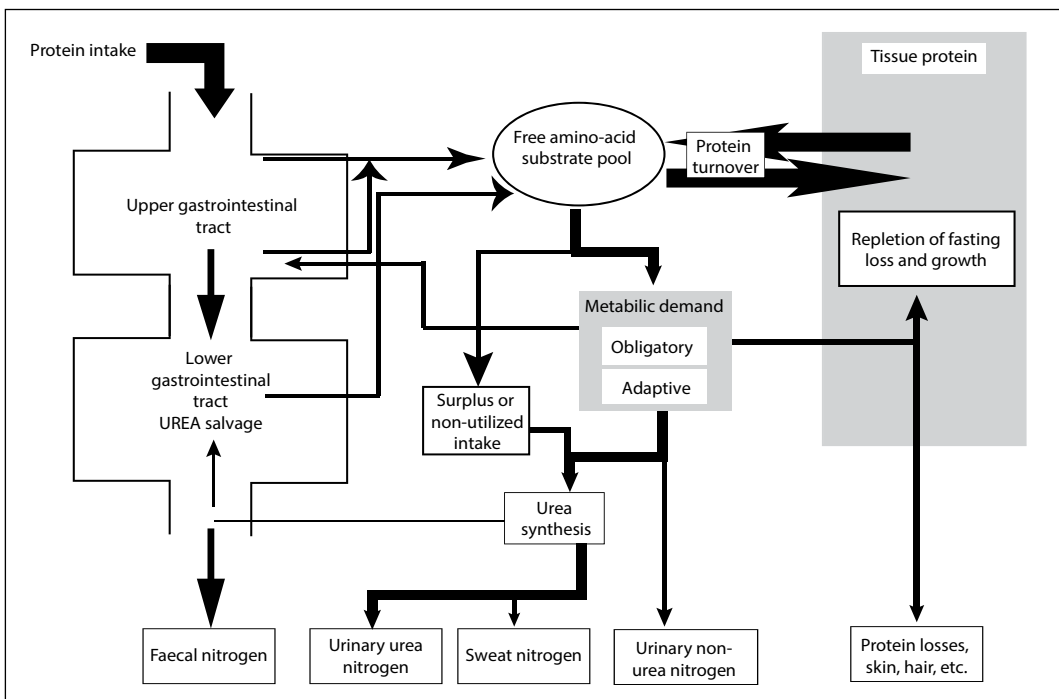 Protein intake
Tissue protein
Free amino-acid
substrate pool
Protein
turnover
Upper gastrointestinal
tract
Repletion of fasting
loss and growth
Metabilic demand
Obligatory
Adaptive
Lower
gastrointestinal
tract
UREA salvage
Surplus or
non-utilized
intake
Urea
synthesis
Faecal nitrogen
Urinary urea
nitrogen
Sweat nitrogen
Urinary non-
urea nitrogen
Protein losses,
skin, hair, etc.